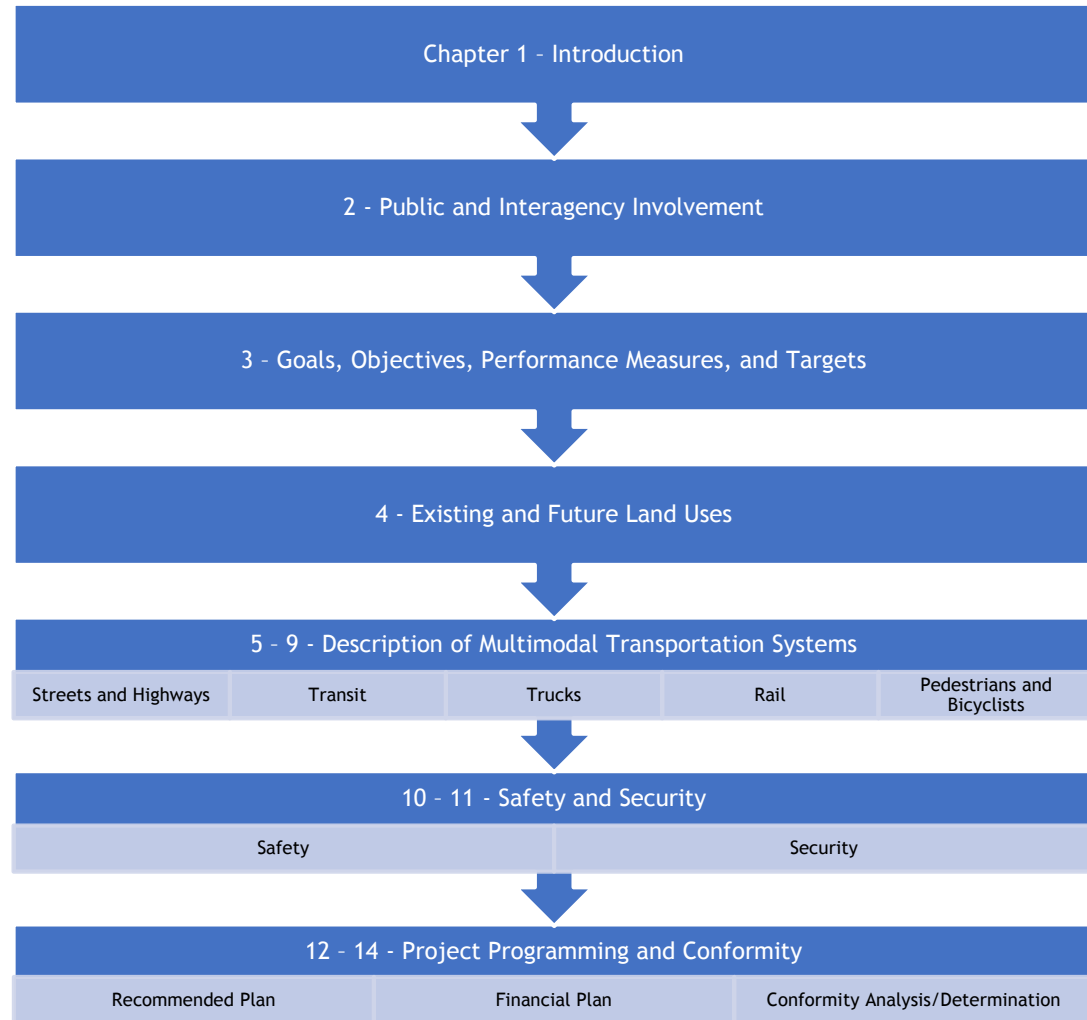 Chapter 1 – Introduction
2 - Public and Interagency Involvement
3 – Goals, Objectives, Performance Measures, and Targets
4 - Existing and Future Land Uses
5 – 9 - Description of Multimodal Transportation Systems
Streets and Highways
Transit
Trucks
Rail
Pedestrians and
Bicyclists
10 – 11 - Safety and Security
Safety
Security
12 – 14 - Project Programming and Conformity
Recommended Plan
Financial Plan
Conformity Analysis/Determination